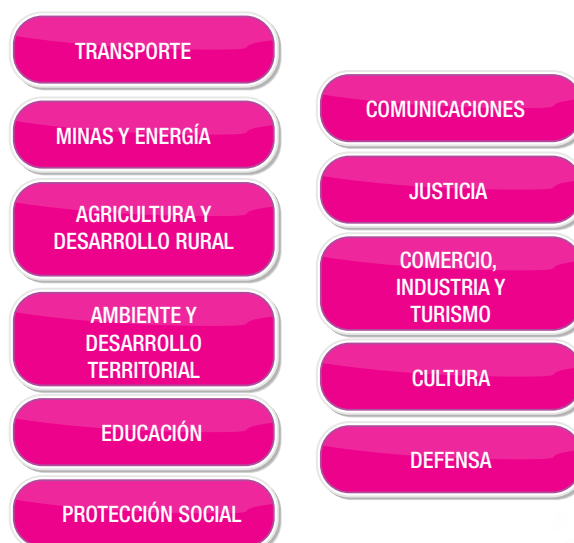 TRANSPORTE
MINAS Y ENERGÍA
AGRICULTURA Y
DESARROLLO RURAL
AMBIENTE Y
DESARROLLO
TERRITORIAL
EDUCACIÓN
PROTECCIÓN SOCIAL
COMUNICACIONES
JUSTICIA
COMERCIO,
INDUSTRIA Y
TURISMO
CULTURA
DEFENSA